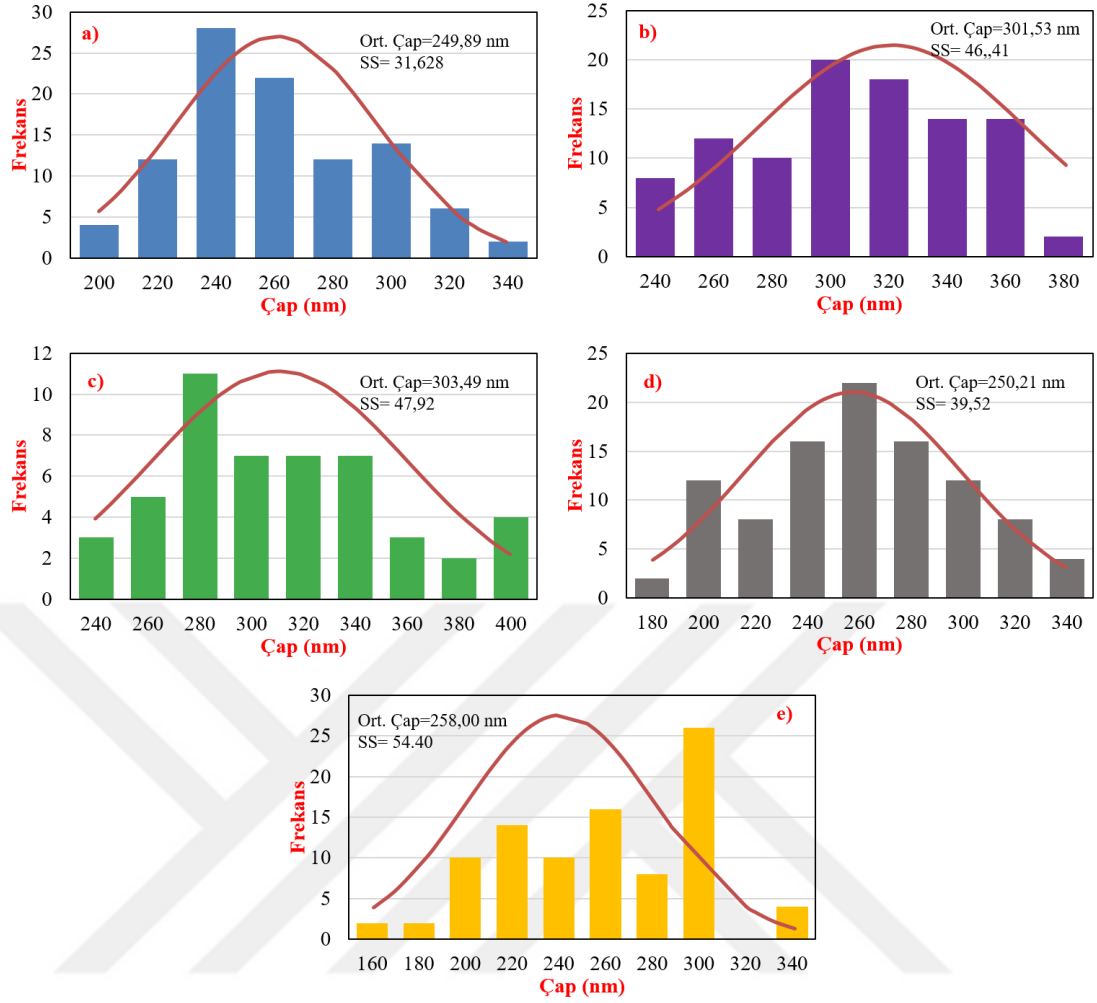 a)
Ort. Çap=249,89 nm
SS= 31,628
Frekans
30
25
20
15
10
5
0
200 220 240 260 280 300 320 340
Çap (nm)
b)
Ort. Çap=301,53 nm
SS= 46,,41
Frekans
25
20
15
10
5
0
240 260 280 300 320 340 360 380
Çap (nm)
c)
Ort. Çap=303,49 nm
SS= 47,92
Frekans
12
10
8
6
4
2
0
240 260 280 300 320 340 360 380 400
Çap (nm)
d)
Ort. Çap=250,21 nm
SS= 39,52
Frekans
25
20
15
10
5
0
180 200 220 240 260 280 300 320 340
Çap (nm)
e)
Ort. Çap=258,00 nm
SS= 54.40
Frekans
30
25
20
15
10
5
0
160 180 200 220 240 260 280 300 320 340
Çap (nm)